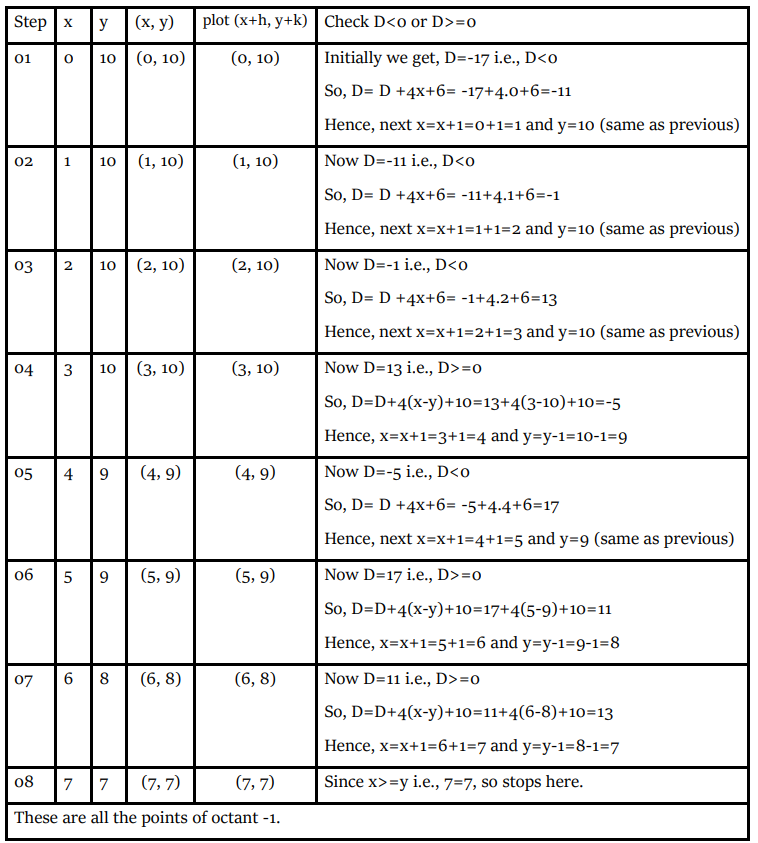 Step x y (x, y) plot (x+h, y+k) Check D<0 or D>=0
01 0 10 (0, 10) (0, 10) Initially we get, D=-17 i.e., D<0
So, D= D +4x+6= -17+4.0+6=-11
Hence, next x=x+1=0+1=1 and y=10 (same as previous)
02 1 10 (1, 10) (1, 10) Now D=-11 i.e., D<0
So, D= D +4x+6= -11+4.1+6=-1
Hence, next x=x+1=1+1=2 and y=10 (same as previous)
03 2 10 (2, 10) (2, 10) Now D=-1 i.e., D<0
So, D= D +4x+6= -1+4.2+6=13
Hence, next x=x+1=2+1=3 and y=10 (same as previous)
04 3 10 (3, 10) (3, 10) Now D=13 i.e., D>=0
So, D=D+4(x-y)+10=13+4(3-10)+10=-5
Hence, x=x+1=3+1=4 and y=y-1=10-1=9
05 4 9 (4, 9) (4, 9) Now D=-5 i.e., D<0
So, D= D +4x+6= -5+4.4+6=17
Hence, next x=x+1=4+1=5 and y=9 (same as previous)
06 5 9 (5, 9) (5, 9) Now D=17 i.e., D>=0
So, D=D+4(x-y)+10=17+4(5-9)+10=11
Hence, x=x+1=5+1=6 and y=y-1=9-1=8
07 6 8 (6, 8) (6, 8) Now D=11 i.e., D>=0
So, D=D+4(x-y)+10=11+4(6-8)+10=13
Hence, x=x+1=6+1=7 and y=y-1=8-1=7
08 7 7 (7, 7) (7, 7) Since x>=y i.e., 7=7, so stops here.
These are all the points of octant -1.